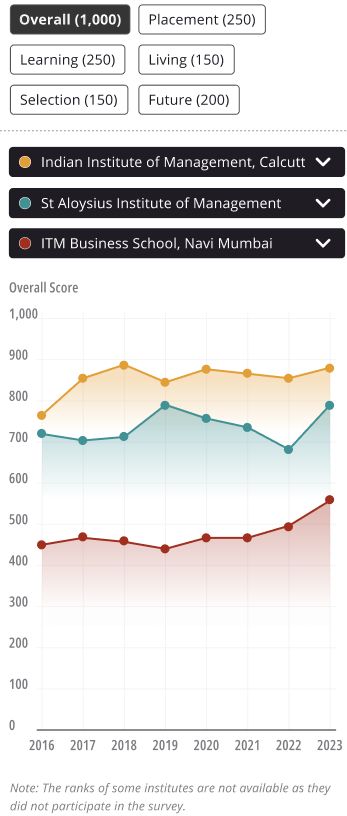 Overall (1,000)
Placement (250)
Learning (250)
Living (150)
Selection (150)
Future (200)
Indian Institute of Management, Calcutt
St Aloysius Institute of Management
ITM Business School, Navi Mumbai
Overall Score
1,000
900
800
700
600
500
400
300
200
100
0
2016 2017 2018 2019 2020 2021 2022 2023
Note: The ranks of some institutes are not available as they
did not participate in the survey.